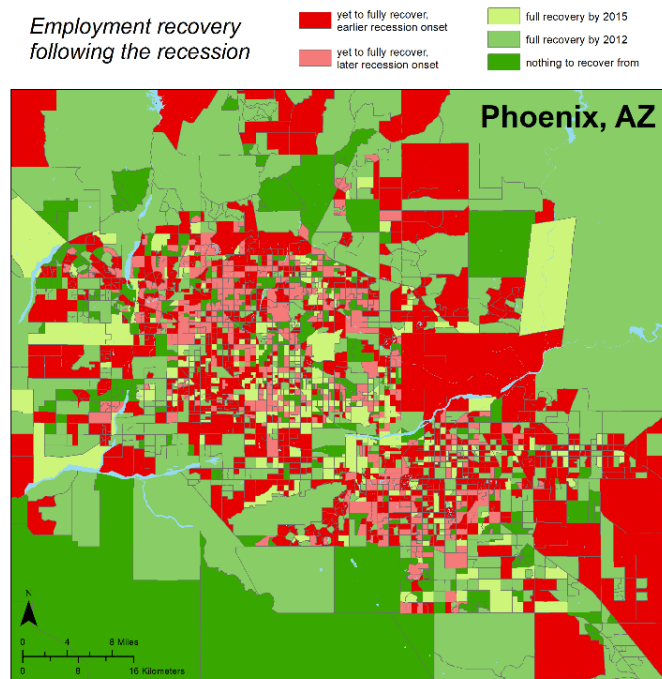 Employment recovery
following the recession
yet to fully recover,
earlier recession onset
yet to fully recover,
later recession onset
full recovery by 2015
full recovery by 2012
nothing to recover from
Phoenix, AZ
N
0 4 8 Miles
0 8 16 Kilometers